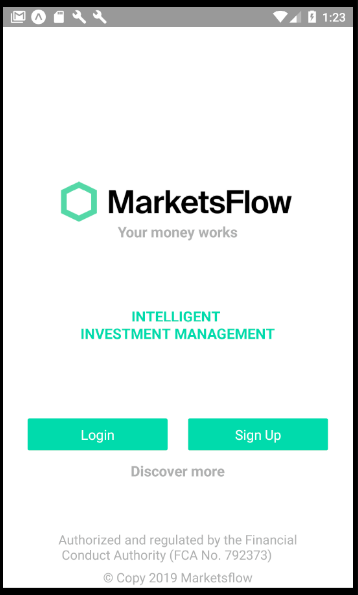 1:23
MarketsFlow
Your money works
INTELLIGENT
INVESTMENT MANAGEMENT
Login
Sign Up
Discover more
Authorized and regulated by the Financial
Conduct Authority (FCA No. 792373)
© Copy 2019 Marketsflow